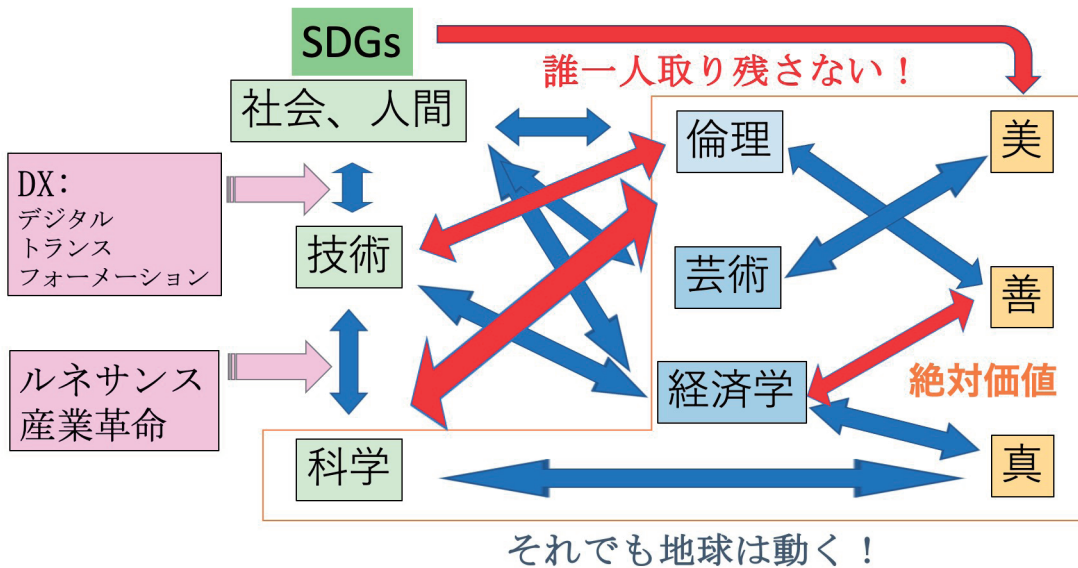 SDGs
誰一人取り残さない！
社会、人間
倫理
美
DX:
デジタル
トランス
フォーメーション
技術
芸術
善
ルネサンス
産業革命
経済学
絶対価値
科学
真
それでも地球は動く！